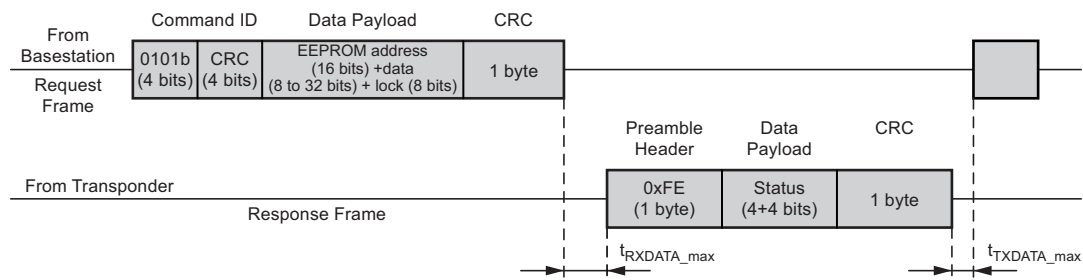 Command ID
Data Payload
CRC
From
Basestation
Request
Frame
0101b
(4 bits)
CRC
(4 bits)
EEPROM address
(16 bits) +data
(8 to 32 bits) + lock (8 bits)
1 byte
Preamble
Header
Data
Payload
CRC
From Transponder
Response Frame
0xFE
(1 byte)
Status
(4+4 bits)
1 byte
tRXDATA_max
tTXDATA_max